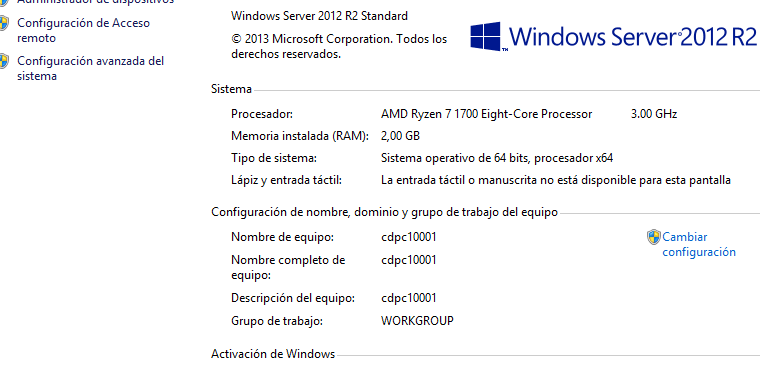 Administrador de dispositivos
Configuración de Acceso
remoto
Configuración avanzada del
sistema
Windows Server 2012 R2 Standard
© 2013 Microsoft Corporation. Todos los
derechos reservados.
Windows Server 2012 R2
Sistema
Procesador: AMD Ryzen 7 1700 Eight-Core Processor 3.00 GHz
Memoria instalada (RAM): 2,00 GB
Tipo de sistema: Sistema operativo de 64 bits, procesador x64
Lápiz y entrada táctil: La entrada táctil o manuscrita no está disponible para esta pantalla
Configuración de nombre, dominio y grupo de trabajo del equipo
Nombre de equipo: cdpc10001
Cambiar
configuración
Nombre completo de
equipo: cdpc10001
Descripción del equipo: cdpc10001
Grupo de trabajo: WORKGROUP
Activación de Windows